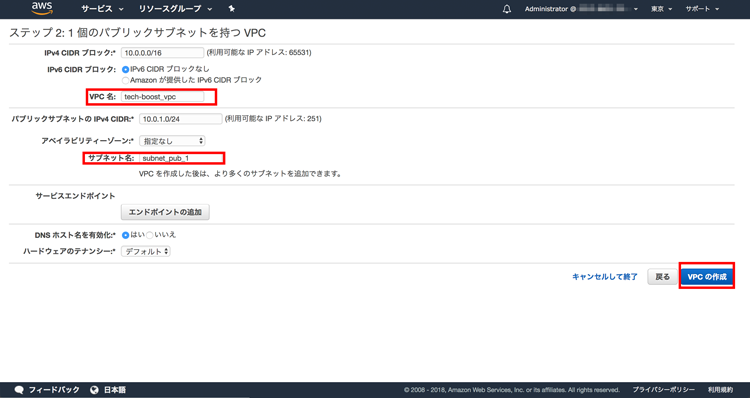 aws サービス リソースグループ Administrator @ 東京 サポート
ステップ 2: 1 個のパブリックサブネットを持つ VPC
IPv4 CIDR ブロック:* 10.0.0.0/16 (利用可能な IP アドレス: 65531)
IPv6 CIDR ブロック: IPv6 CIDR ブロックなし
Amazon が提供した IPv6 CIDR ブロック
VPC 名: tech-boost_vpc
パブリックサブネットの IPv4 CIDR:* 10.0.1.0/24 (利用可能な IP アドレス: 251)
アベイラビリティーゾーン:* 指定なし
サブネット名: subnet_pub_1
VPC を作成した後は、より多くのサブネットを追加できます。
サービスエンドポイント
エンドポイントの追加
DNS ホスト名を有効化:* はい いいえ
ハードウェアのテナンシー:* デフォルト
キャンセルして終了 戻る VPC の作成
フィードバック 日本語 © 2008 - 2018, Amazon Web Services, Inc. or its affiliates. All rights reserved. プライバシーポリシー 利用規約